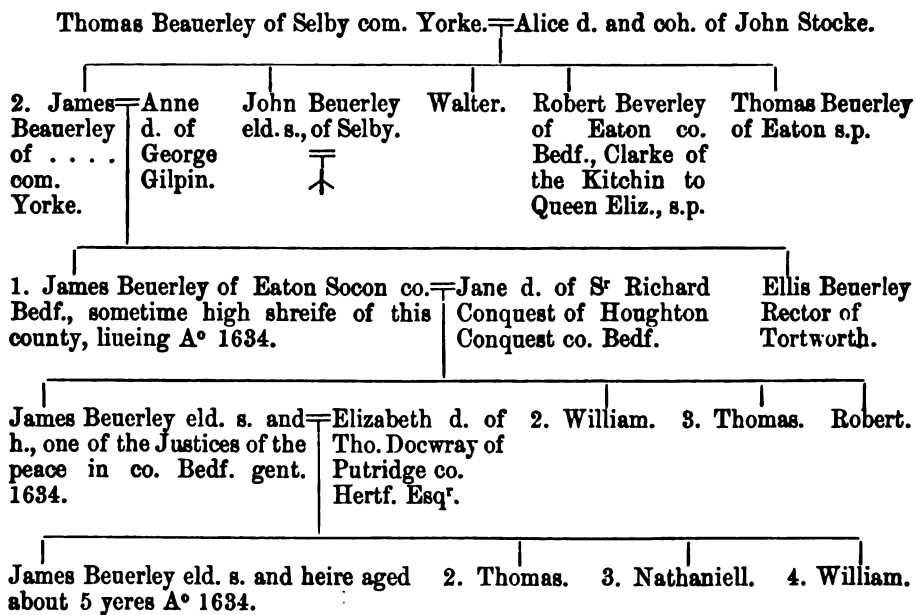 Thomas Beauerley of Selby com. Yorke.=Alice d. and coh. of John Stocke.
2. James=Anne
Beauerley d. of
of . . . . George
com. Gilpin.
Yorke.
John Beuerley
eld. s., of Selby.
Walter.
Robert Beverley
of Eaton co.
Bedf., Clarke of
the Kitchin to
Queen Eliz., s.p.
Thomas Beuerley
of Eaton s.p.
1. James Beuerley of Eaton Socon co.=Jane d. of Sʳ Richard
Bedf., sometime high shreife of this Conquest of Houghton
county, liueing Aº 1634. Conquest co. Bedf.
Ellis Beuerley
Rector of
Tortworth.
James Beuerley eld. s. and=Elizabeth d. of
h., one of the Justices of the Tho. Docwray of
peace in co. Bedf. gent. Putridge co.
1634. Hertf. Esqʳ.
2. William. 3. Thomas. Robert.
James Beuerley eld. s. and heire aged
about 5 yeres Aº 1634.
2. Thomas. 3. Nathaniell. 4. William.